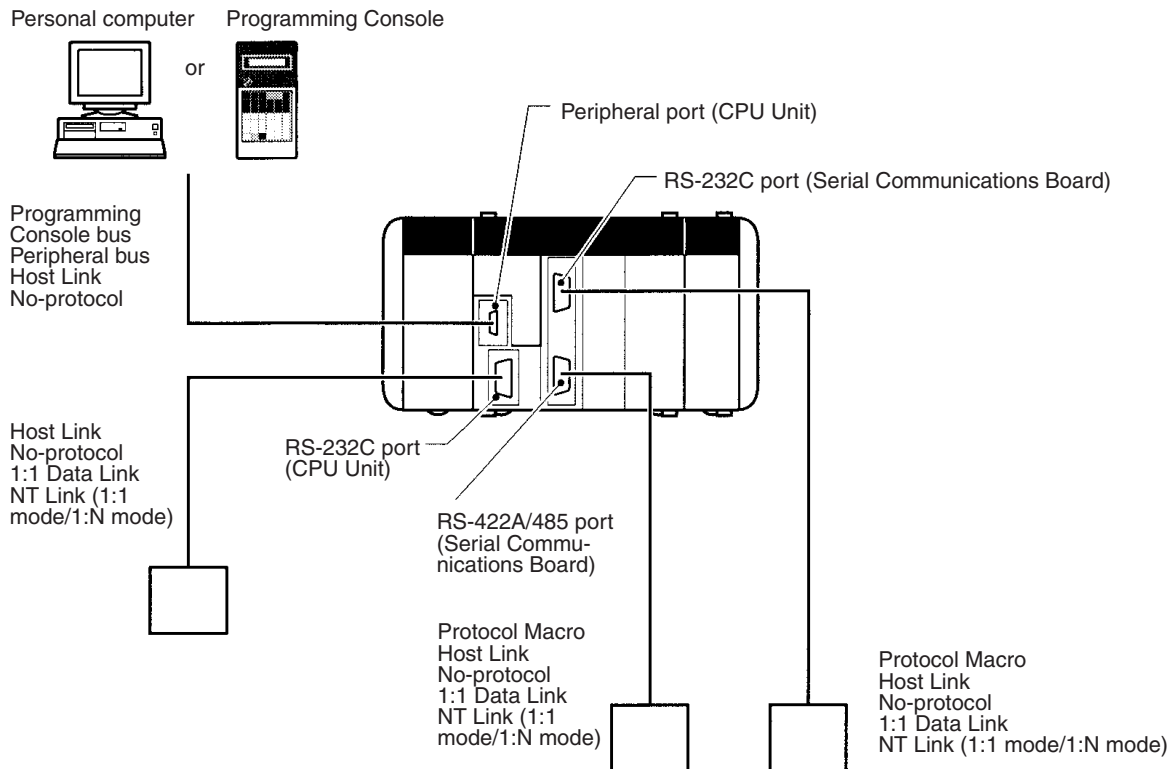 Personal computer
Programming Console
or
Peripheral port (CPU Unit)
RS-232C port (Serial Communications Board)
Programming
Console bus
Peripheral bus
Host Link
No-protocol
Host Link
No-protocol
1:1 Data Link
NT Link (1:1
mode/1:N mode)
RS-232C port
(CPU Unit)
RS-422A/485 port
(Serial Commu-
nications Board)
Protocol Macro
Host Link
No-protocol
1:1 Data Link
NT Link (1:1
mode/1:N mode)
Protocol Macro
Host Link
No-protocol
1:1 Data Link
NT Link (1:1 mode/1:N mode)